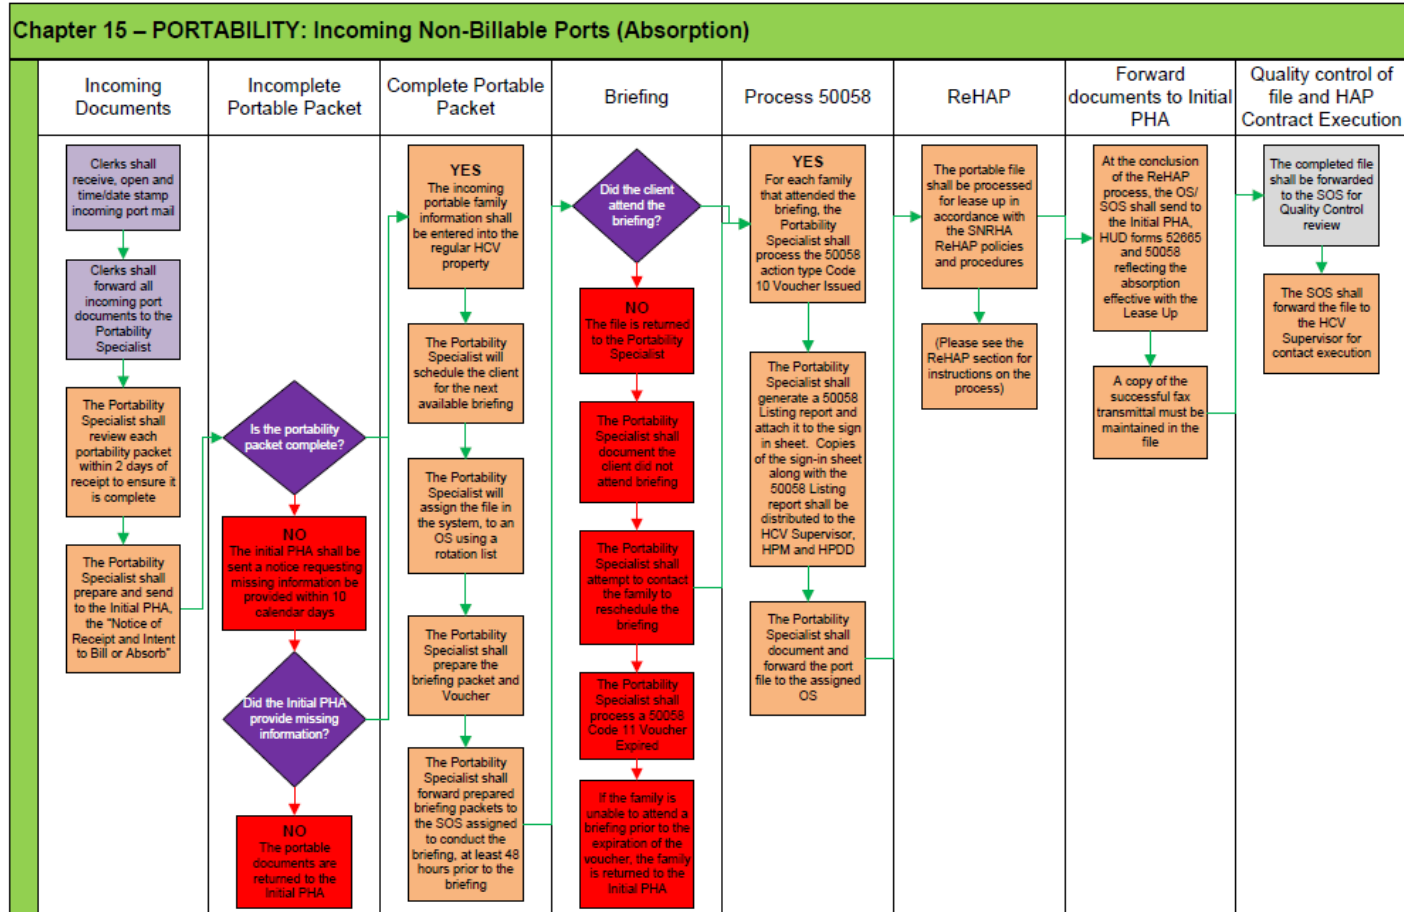 Chapter 15 – PORTABILITY: Incoming Non-Billable Ports (Absorption)
Incoming
Documents
Incomplete
Portable Packet
Complete Portable
Packet
Briefing
Process 50058
ReHAP
Forward
documents to Initial
PHA
Quality control of
file and HAP
Contract Execution
Clerks shall
receive, open and
time/date stamp
incoming port mail
Clerks shall
forward all
incoming port
documents to the
Portability
Specialist
The Portability
Specialist shall
review each
portability packet
within 2 days of
receipt to ensure it
is complete
The Portability
Specialist shall
prepare and send
to the Initial PHA,
the "Notice of
Receipt and Intent
to Bill or Absorb"
Is the portability
packet complete?
NO
The initial PHA shall be
sent a notice requesting
missing information be
provided within 10
calendar days
Did the Initial PHA
provide missing
information?
NO
The portable
documents are
returned to the
Initial PHA
YES
The incoming
portable family
information shall
be entered into the
regular HCV
property
The Portability
Specialist will
schedule the client
for the next
available briefing
The Portability
Specialist will
assign the file in
the system, to an
OS using a
rotation list
The Portability
Specialist shall
prepare the
briefing packet and
Voucher
The Portability
Specialist shall
forward prepared
briefing packets to
the SOS assigned
to conduct the
briefing, at least 48
hours prior to the
briefing
Did the client
attend the
briefing?
NO
The file is returned
to the Portability
Specialist
The Portability
Specialist shall
document the
client did not
attend briefing
The Portability
Specialist shall
attempt to contact
the family to
reschedule the
briefing
The Portability
Specialist shall
process a 50058
Code 11 Voucher
Expired
If the family is
unable to attend a
briefing prior to the
expiration of the
voucher, the family
is returned to the
Initial PHA
YES
For each family
that attended the
briefing, the
Portability
Specialist shall
process the 50058
action type Code
10 Voucher Issued
The Portability
Specialist shall
generate a 50058
Listing report and
attach it to the sign
in sheet. Copies
of the sign-in sheet
along with the
50058 Listing
report shall be
distributed to the
HCV Supervisor,
HPM and HPDD
The Portability
Specialist shall
document and
forward the port
file to the assigned
OS
The portable file
shall be processed
for lease up in
accordance with
the SNRHA
ReHAP policies
and procedures
(Please see the
ReHAP section for
instructions on the
process)
At the conclusion
of the ReHAP
process, the OS/
SOS shall send to
the Initial PHA,
HUD forms 52665
and 50058
reflecting the
absorption
effective with the
Lease Up
A copy of the
successful fax
transmittal must be
maintained in the
file
The completed file
shall be forwarded
to the SOS for
Quality Control
review
The SOS shall
forward the file to
the HCV
Supervisor for
contact execution